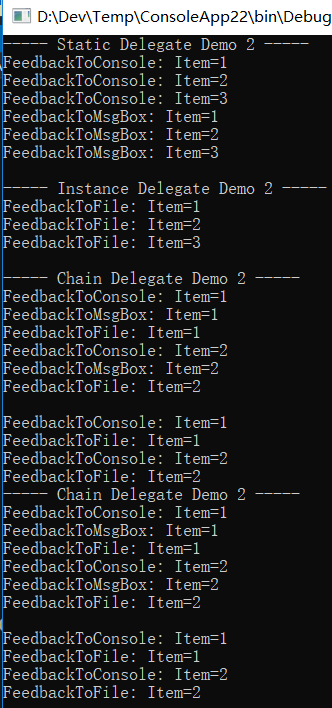 D:\Dev\Temp\ConsoleApp22\bin\Debug
----- Static Delegate Demo 2 -----
FeedbackToConsole: Item=1
FeedbackToConsole: Item=2
FeedbackToConsole: Item=3
FeedbackToMsgBox: Item=1
FeedbackToMsgBox: Item=2
FeedbackToMsgBox: Item=3

----- Instance Delegate Demo 2 -----
FeedbackToFile: Item=1
FeedbackToFile: Item=2
FeedbackToFile: Item=3

----- Chain Delegate Demo 2 -----
FeedbackToConsole: Item=1
FeedbackToMsgBox: Item=1
FeedbackToFile: Item=1
FeedbackToConsole: Item=2
FeedbackToMsgBox: Item=2
FeedbackToFile: Item=2

FeedbackToConsole: Item=1
FeedbackToFile: Item=1
FeedbackToConsole: Item=2
FeedbackToFile: Item=2
----- Chain Delegate Demo 2 -----
FeedbackToConsole: Item=1
FeedbackToMsgBox: Item=1
FeedbackToFile: Item=1
FeedbackToConsole: Item=2
FeedbackToMsgBox: Item=2
FeedbackToFile: Item=2

FeedbackToConsole: Item=1
FeedbackToFile: Item=1
FeedbackToConsole: Item=2
FeedbackToFile: Item=2